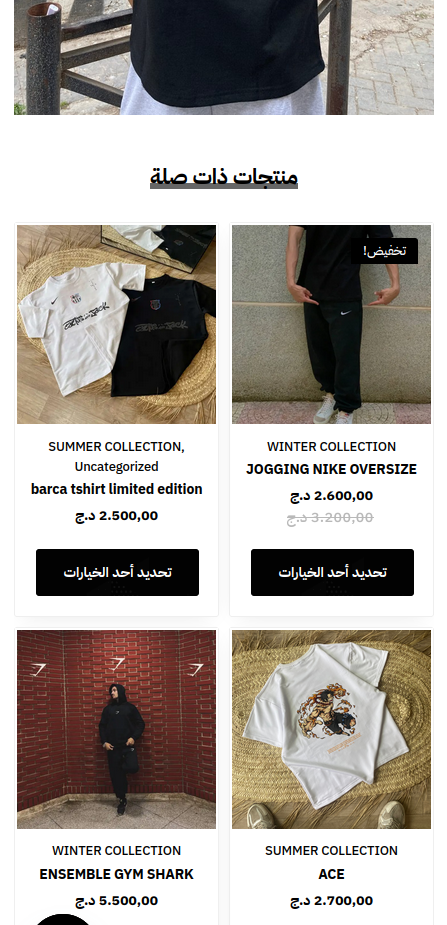 منتجات ذات صلة
تخفيض!
WINTER COLLECTION
JOGGING NIKE OVERSIZE
2.600,00 د.ج
3.200,00 د.ج
تحديد أحد الخيارات
SUMMER COLLECTION,
Uncategorized
barca tshirt limited edition
2.500,00 د.ج
تحديد أحد الخيارات
SUMMER COLLECTION
ACE
2.700,00 د.ج
WINTER COLLECTION
ENSEMBLE GYM SHARK
5.500,00 د.ج